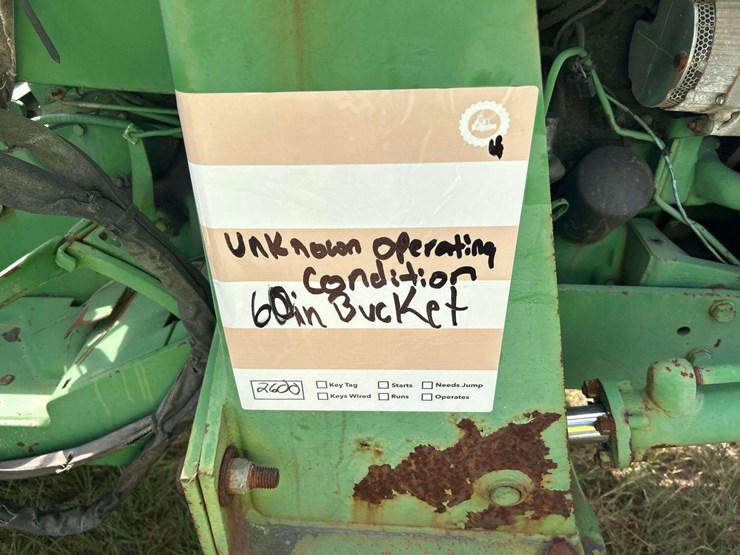 Unknown Operating
Condition
60in Bucket
2600
Key Tag
Starts
Needs Jump
Keys Wired
Runs
Operates